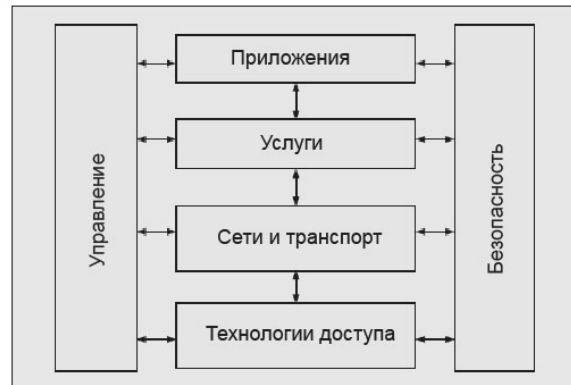 Управление
Приложения
Услуги
Сети и транспорт
Технологии доступа
Безопасность